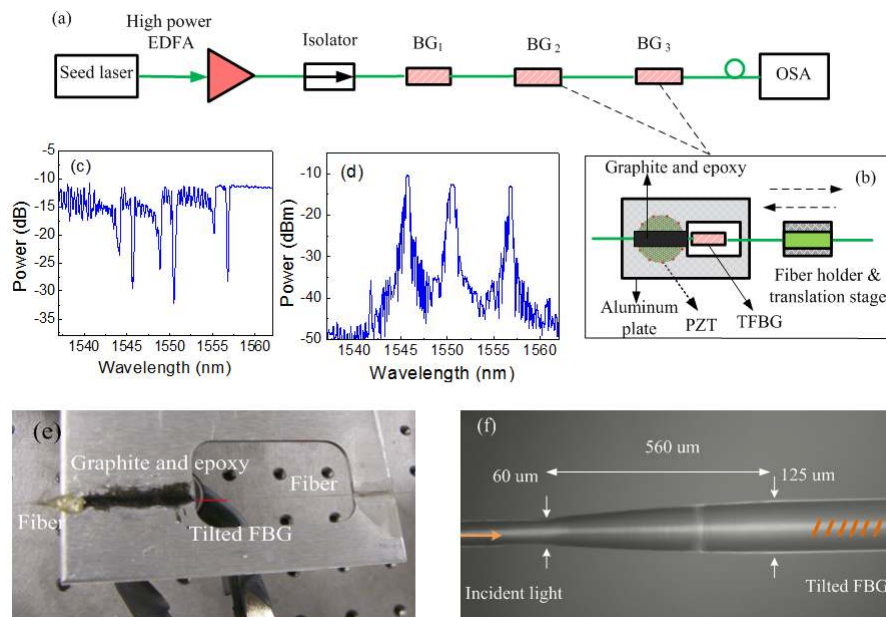 (a)
High power
EDFA
Seed laser
Isolator
BG1
BG2
BG3
OSA
(c)
Power (dB)
-5
-10
-15
-20
-25
-30
-35
1540
1545
1550
1555
1560
Wavelength (nm)
(d)
Power (dBm)
-10
-20
-30
-40
-50
1540
1545
1550
1555
1560
Wavelength (nm)
(b)
Graphite and epoxy
Aluminum
plate
PZT
TFBG
Fiber holder &
translation stage
(e)
Graphite and epoxy
Fiber
Fiber
Tilted FBG
(f)
560 um
60 um
125 um
Incident light
Tilted FBG